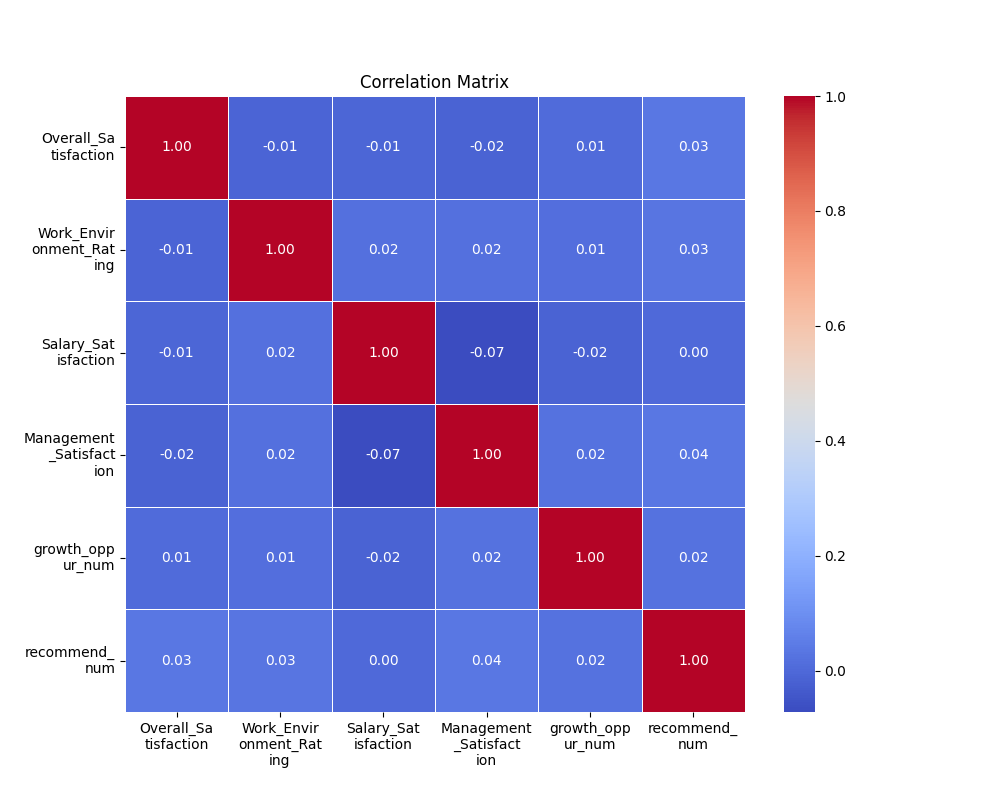 Correlation Matrix
Overall_Sa
tisfaction
1.00 -0.01 -0.01 -0.02 0.01 0.03
Work_Envir
onment_Rat
ing
-0.01 1.00 0.02 0.02 0.01 0.03
Salary_Sat
isfaction
-0.01 0.02 1.00 -0.07 -0.02 0.00
Management
_Satisfact
ion
-0.02 0.02 -0.07 1.00 0.02 0.04
growth_opp
ur_num
0.01 0.01 -0.02 0.02 1.00 0.02
recommend_
num
0.03 0.03 0.00 0.04 0.02 1.00
Overall_Sa
tisfaction
Work_Envir
onment_Rat
ing
Salary_Sat
isfaction
Management
_Satisfact
ion
growth_opp
ur_num
recommend_
num
1.0
0.8
0.6
0.4
0.2
0.0